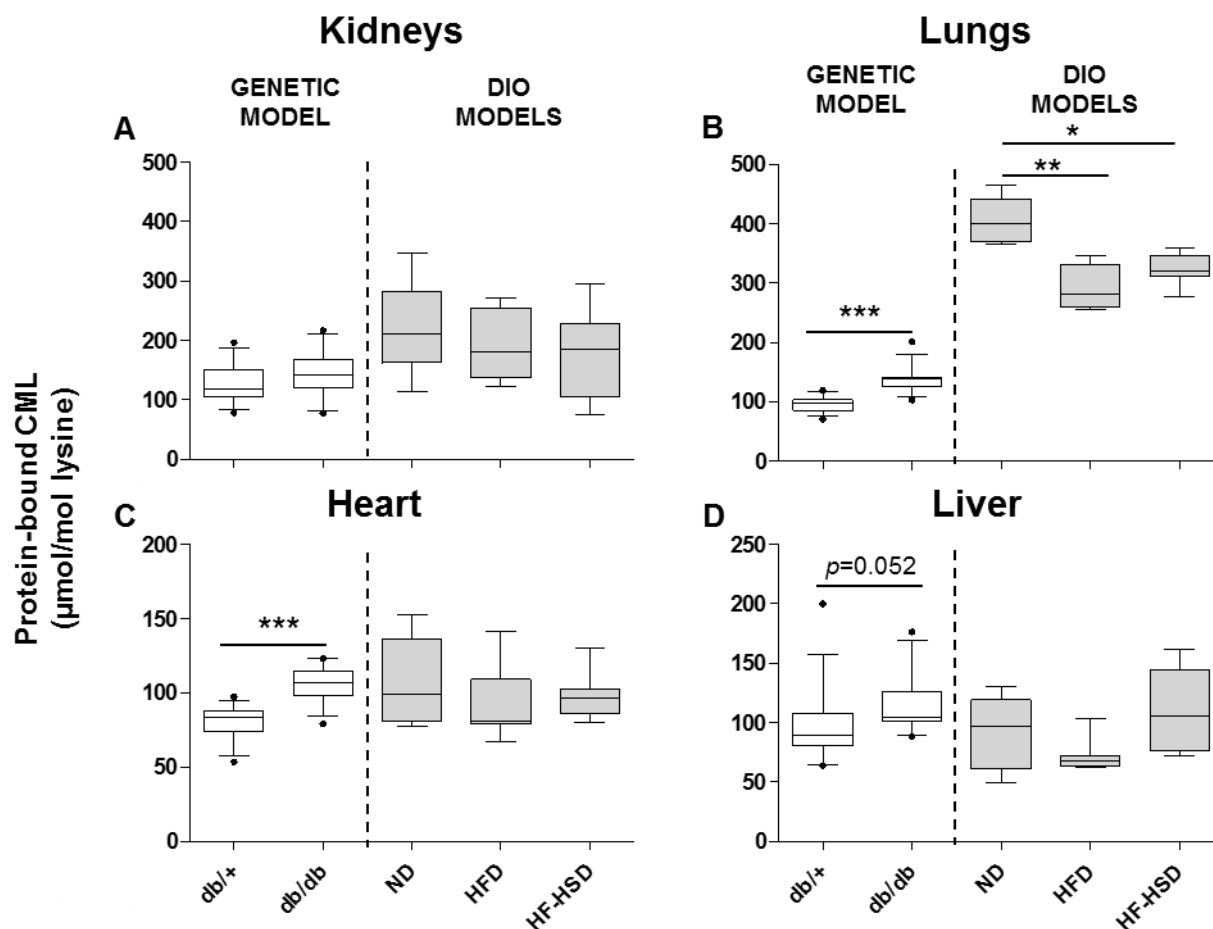 Kidneys
Lungs
GENETIC
MODEL
DIO
MODELS
GENETIC
MODEL
DIO
MODELS
A
500
400
300
200
100
0
B
*
**
***
500
400
300
200
100
0
Protein-bound CML
(µmol/mol lysine)
Heart
Liver
C
***
200
150
100
50
0
db/+
db/db
ND
HFD
HF-HSD
D
p=0.052
250
200
150
100
50
0
db/+
db/db
ND
HFD
HF-HSD